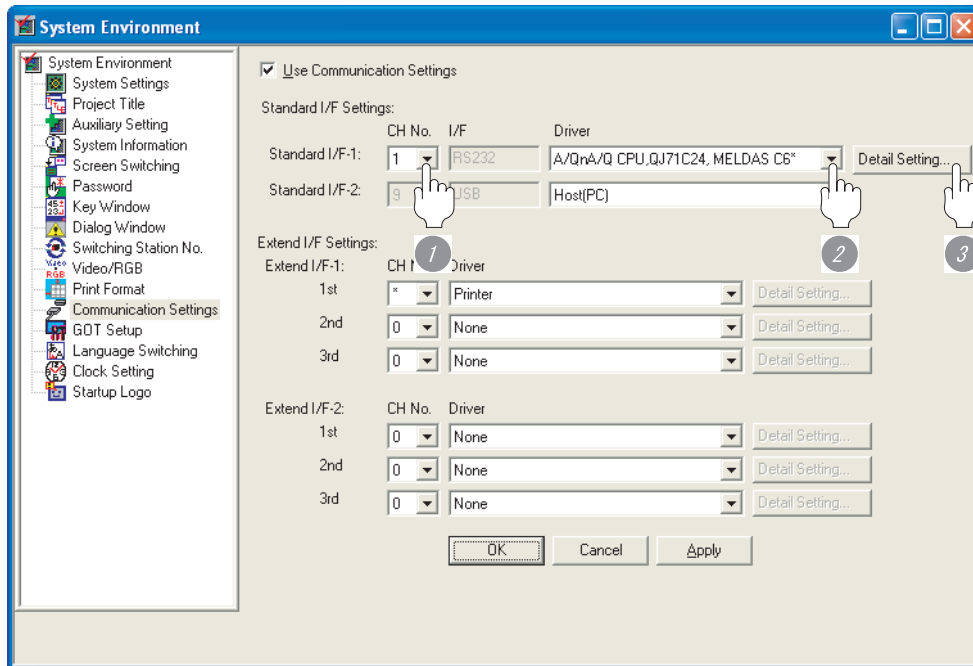 System Environment
System Environment
System Settings
Project Title
Auxiliary Setting
System Information
Screen Switching
Password
Key Window
Dialog Window
Switching Station No.
Video/RGB
Print Format
Communication Settings
GOT Setup
Language Switching
Clock Setting
Startup Logo
Use Communication Settings
Standard I/F Settings:
CH No. I/F Driver
Standard I/F-1: 1 RS232 A/QnA/Q CPU,QJ71C24, MELDAS C6* Detail Setting...
Standard I/F-2: 9 USB Host(PC)
1 2 3
Extend I/F Settings:
Extend I/F-1: CH Driver
1st * Printer Detail Setting...
2nd 0 None Detail Setting...
3rd 0 None Detail Setting...
Extend I/F-2: CH No. Driver
1st 0 None Detail Setting...
2nd 0 None Detail Setting...
3rd 0 None Detail Setting...
OK Cancel Apply